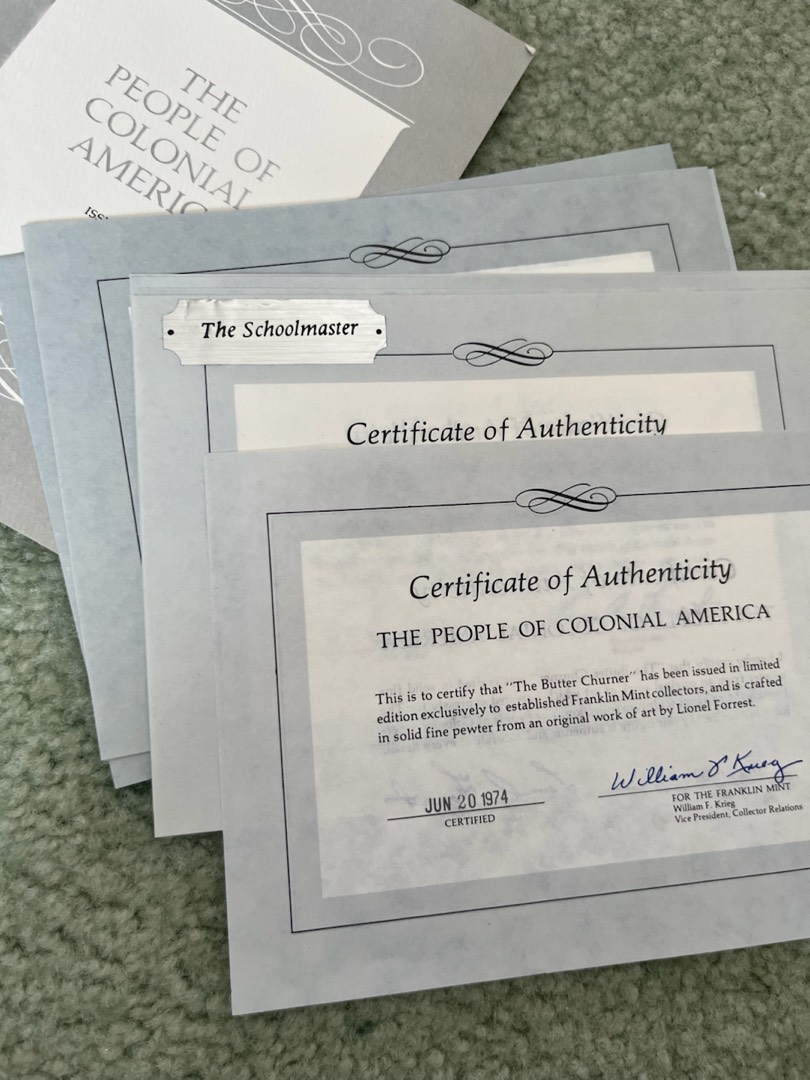 THE
PEOPLE OF
COLONIAL
AMERIC
ISS
The Schoolmaster
Certificate of Authenticity
Certificate of Authenticity
THE PEOPLE OF COLONIAL AMERICA
This is to certify that "The Butter Churner" has been issued in limited
edition exclusively to established Franklin Mint collectors, and is crafted
in solid fine pewter from an original work of art by Lionel Forrest.
JUN 20 1974
CERTIFIED
William F Krieg
FOR THE FRANKLIN MINT
William F. Krieg
Vice President, Collector Relations